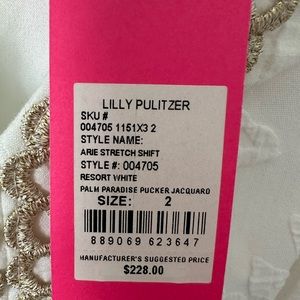 LILLY PULITZER
SKU #
004705 1151X3 2
STYLE NAME:
ARIE STRETCH SHIFT
STYLE #: 004705
RESORT WHITE
PALM PARADISE PUCKER JACQUARD
SIZE: 2
889069 623647
MANUFACTURER'S SUGGESTED PRICE
$228.00